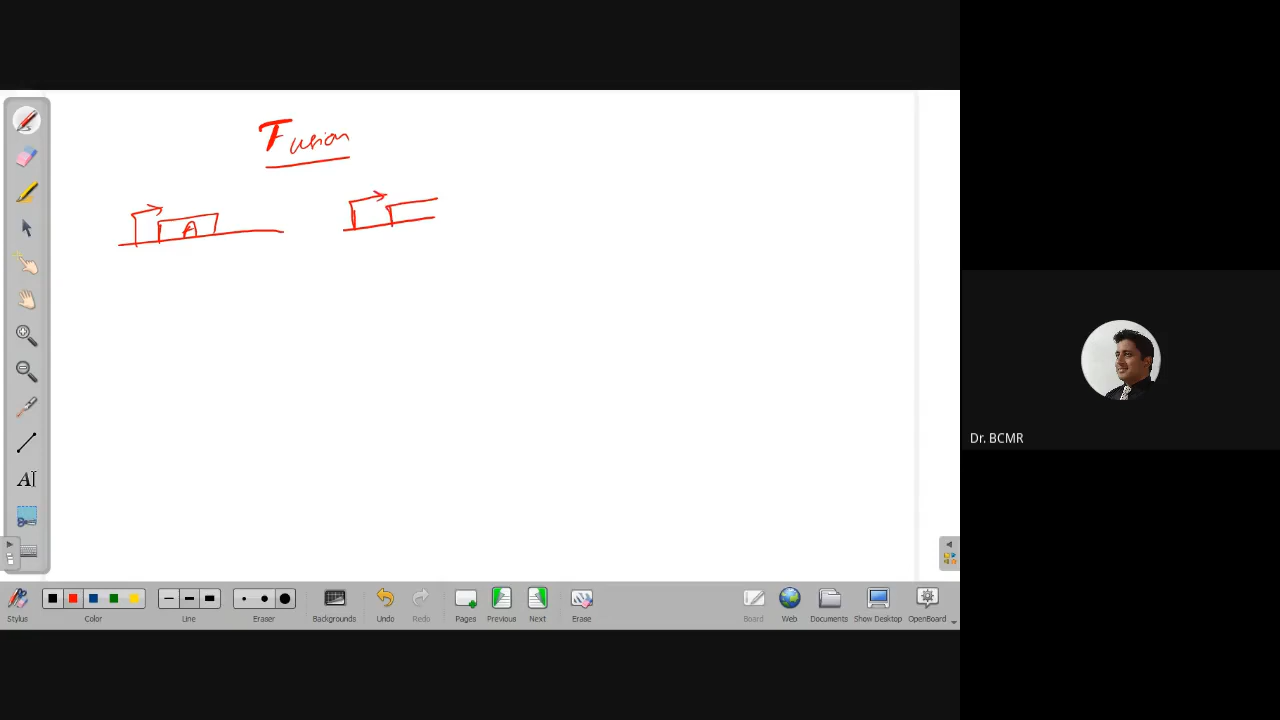 Fusion
A
Dr. BCMR
A
Stylus
Color
Line
Eraser
Backgrounds
Undo
Redo
Pages
Previous
Next
Erase
Board
Web
Documents
Show Desktop
OpenBoard